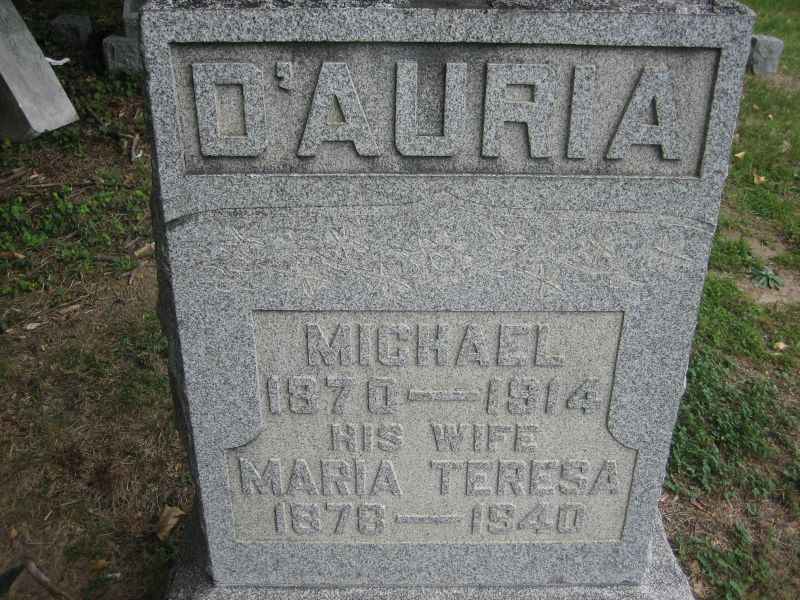 D'AURIA
MICHAEL
1870—1914
HIS WIFE
MARIA TERESA
1878—1940